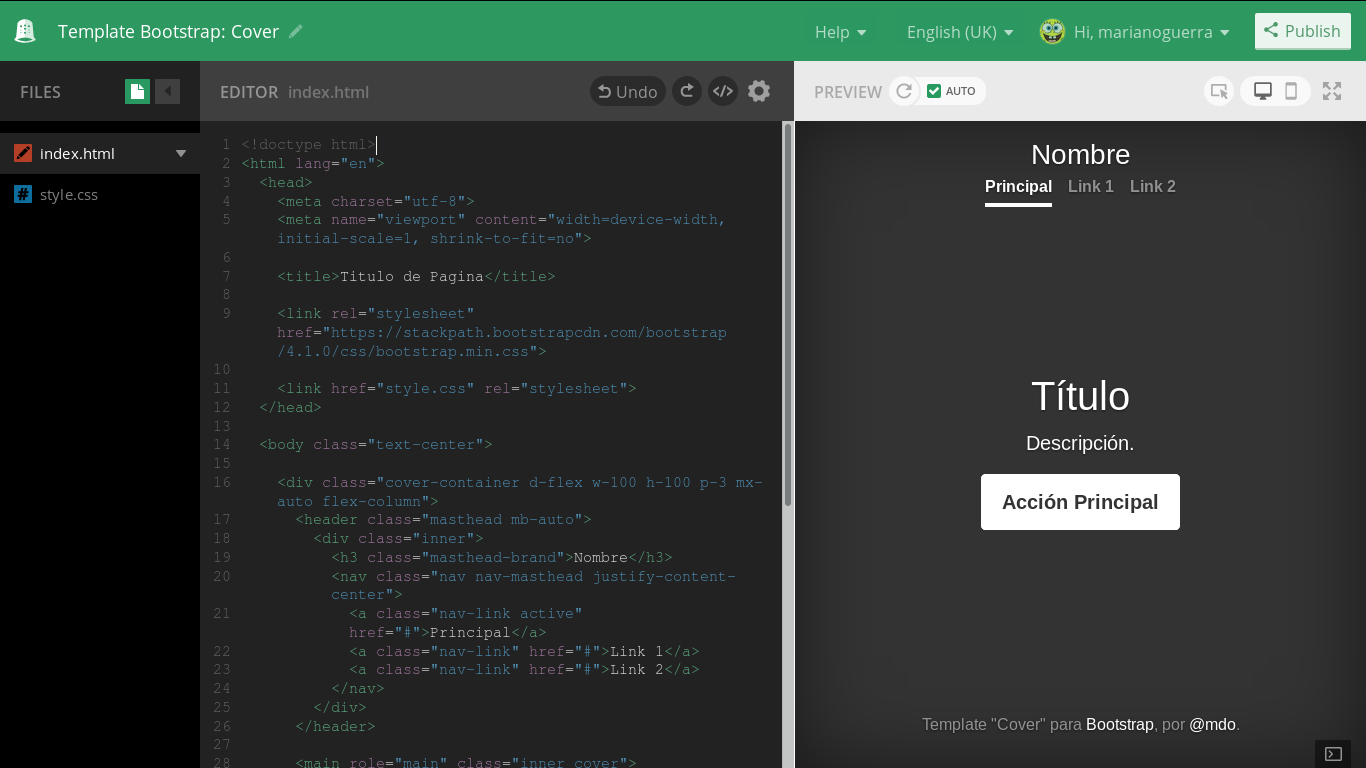 Template Bootstrap: Cover
Help
English (UK)
Hi, marianoguerra
Publish
FILES
EDITOR index.html
Undo
</>
PREVIEW
AUTO
index.html
# style.css
1 <!doctype html>
2 <html lang="en">
3 <head>
4 <meta charset="utf-8">
5 <meta name="viewport" content="width=device-width,
initial-scale=1, shrink-to-fit=no">
6
7 <title>Titulo de Pagina</title>
8
9 <link rel="stylesheet"
href="https://stackpath.bootstrapcdn.com/bootstrap
/4.1.0/css/bootstrap.min.css">
10
11 <link href="style.css" rel="stylesheet">
12 </head>
13
14 <body class="text-center">
15
16 <div class="cover-container d-flex w-100 h-100 p-3 mx-
auto flex-column">
17 <header class="masthead mb-auto">
18 <div class="inner">
19 <h3 class="masthead-brand">Nombre</h3>
20 <nav class="nav nav-masthead justify-content-
center">
21 <a class="nav-link active"
href="#">Principal</a>
22 <a class="nav-link" href="#">Link 1</a>
23 <a class="nav-link" href="#">Link 2</a>
24 </nav>
25 </div>
26 </header>
27
28 <main role="main" class="inner cover">
Nombre
Principal Link 1 Link 2
Título
Descripción.
Acción Principal
Template "Cover" para Bootstrap, por @mdo.